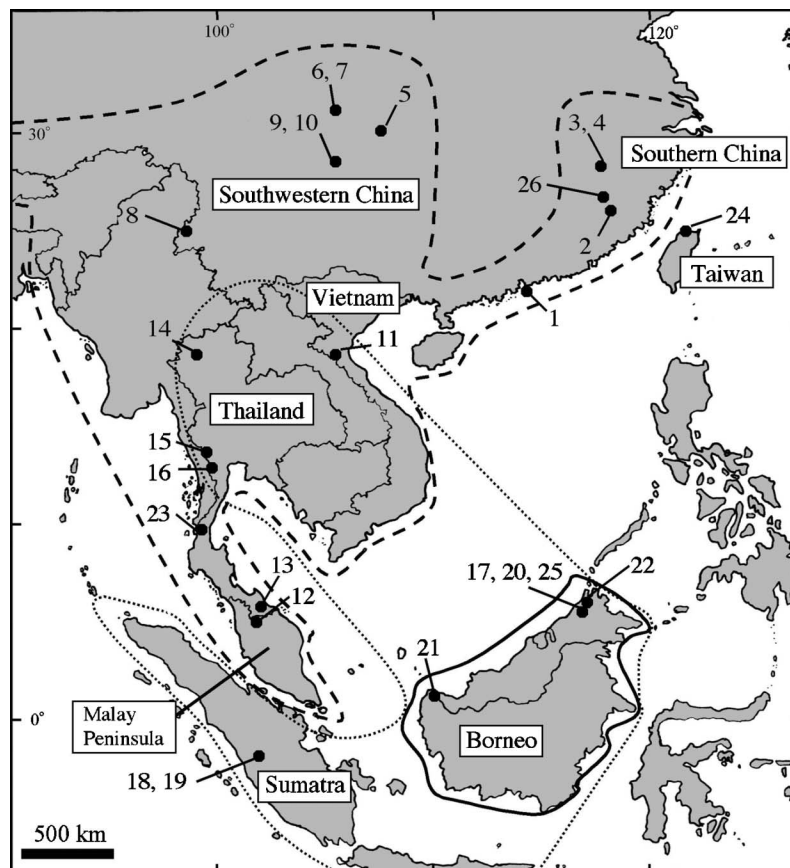 100°
120°
6, 7
5
30°
9, 10
3, 4
Southern China
Southwestern China
26
8
2
24
Taiwan
Vietnam
1
14
11
Thailand
15
16
23
13
12
17, 20, 25
22
21
0°
Malay
Peninsula
Borneo
18, 19
Sumatra
500 km